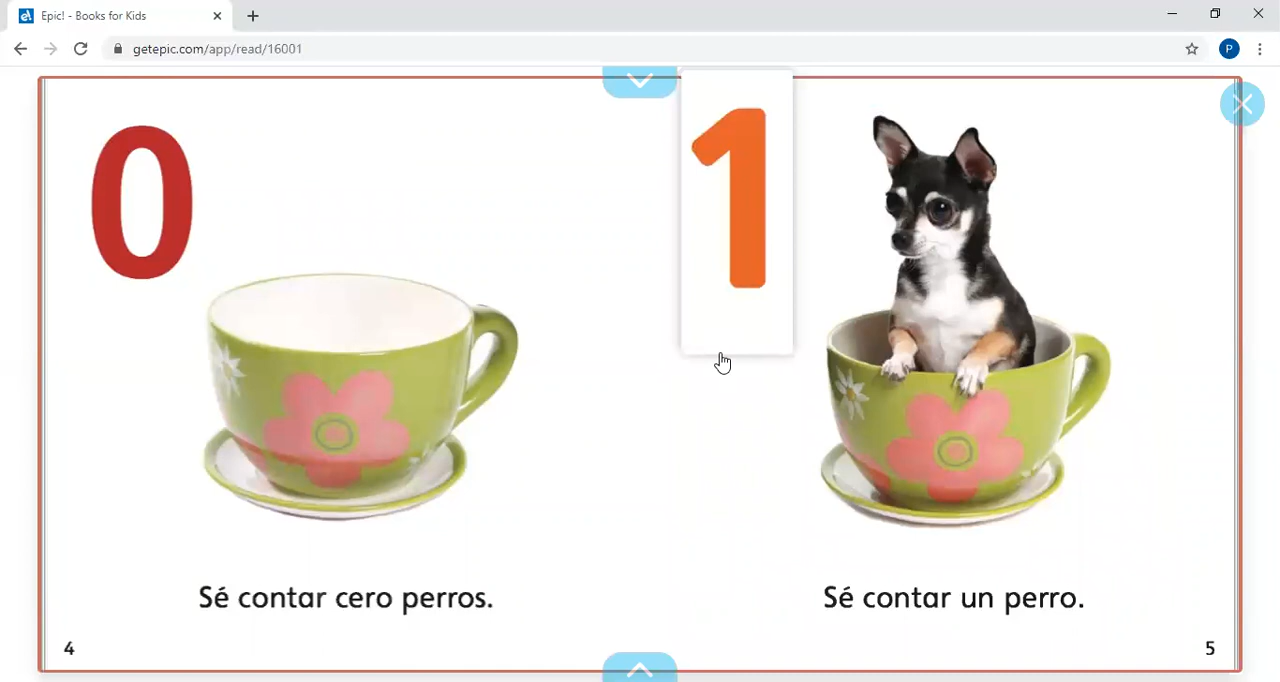 Epic! - Books for Kids
getepic.com/app/read/16001
P
0
1
Sé contar cero perros.
Sé contar un perro.
4
5